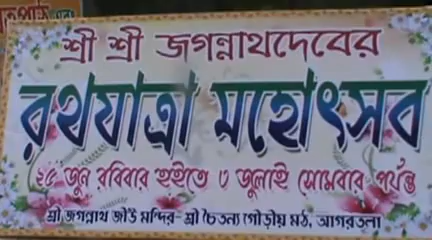 শ্রী শ্রী জগন্নাথদেবের
রথযাত্রা মহোৎসব
২৫ জুন রবিবার হইতে ৩ জুলাই সোমবার পর্যন্ত
শ্রী জগন্নাথ জীউ মন্দির- শ্রী চৈতন্য গৌড়ীয় মঠ, আগরতলা